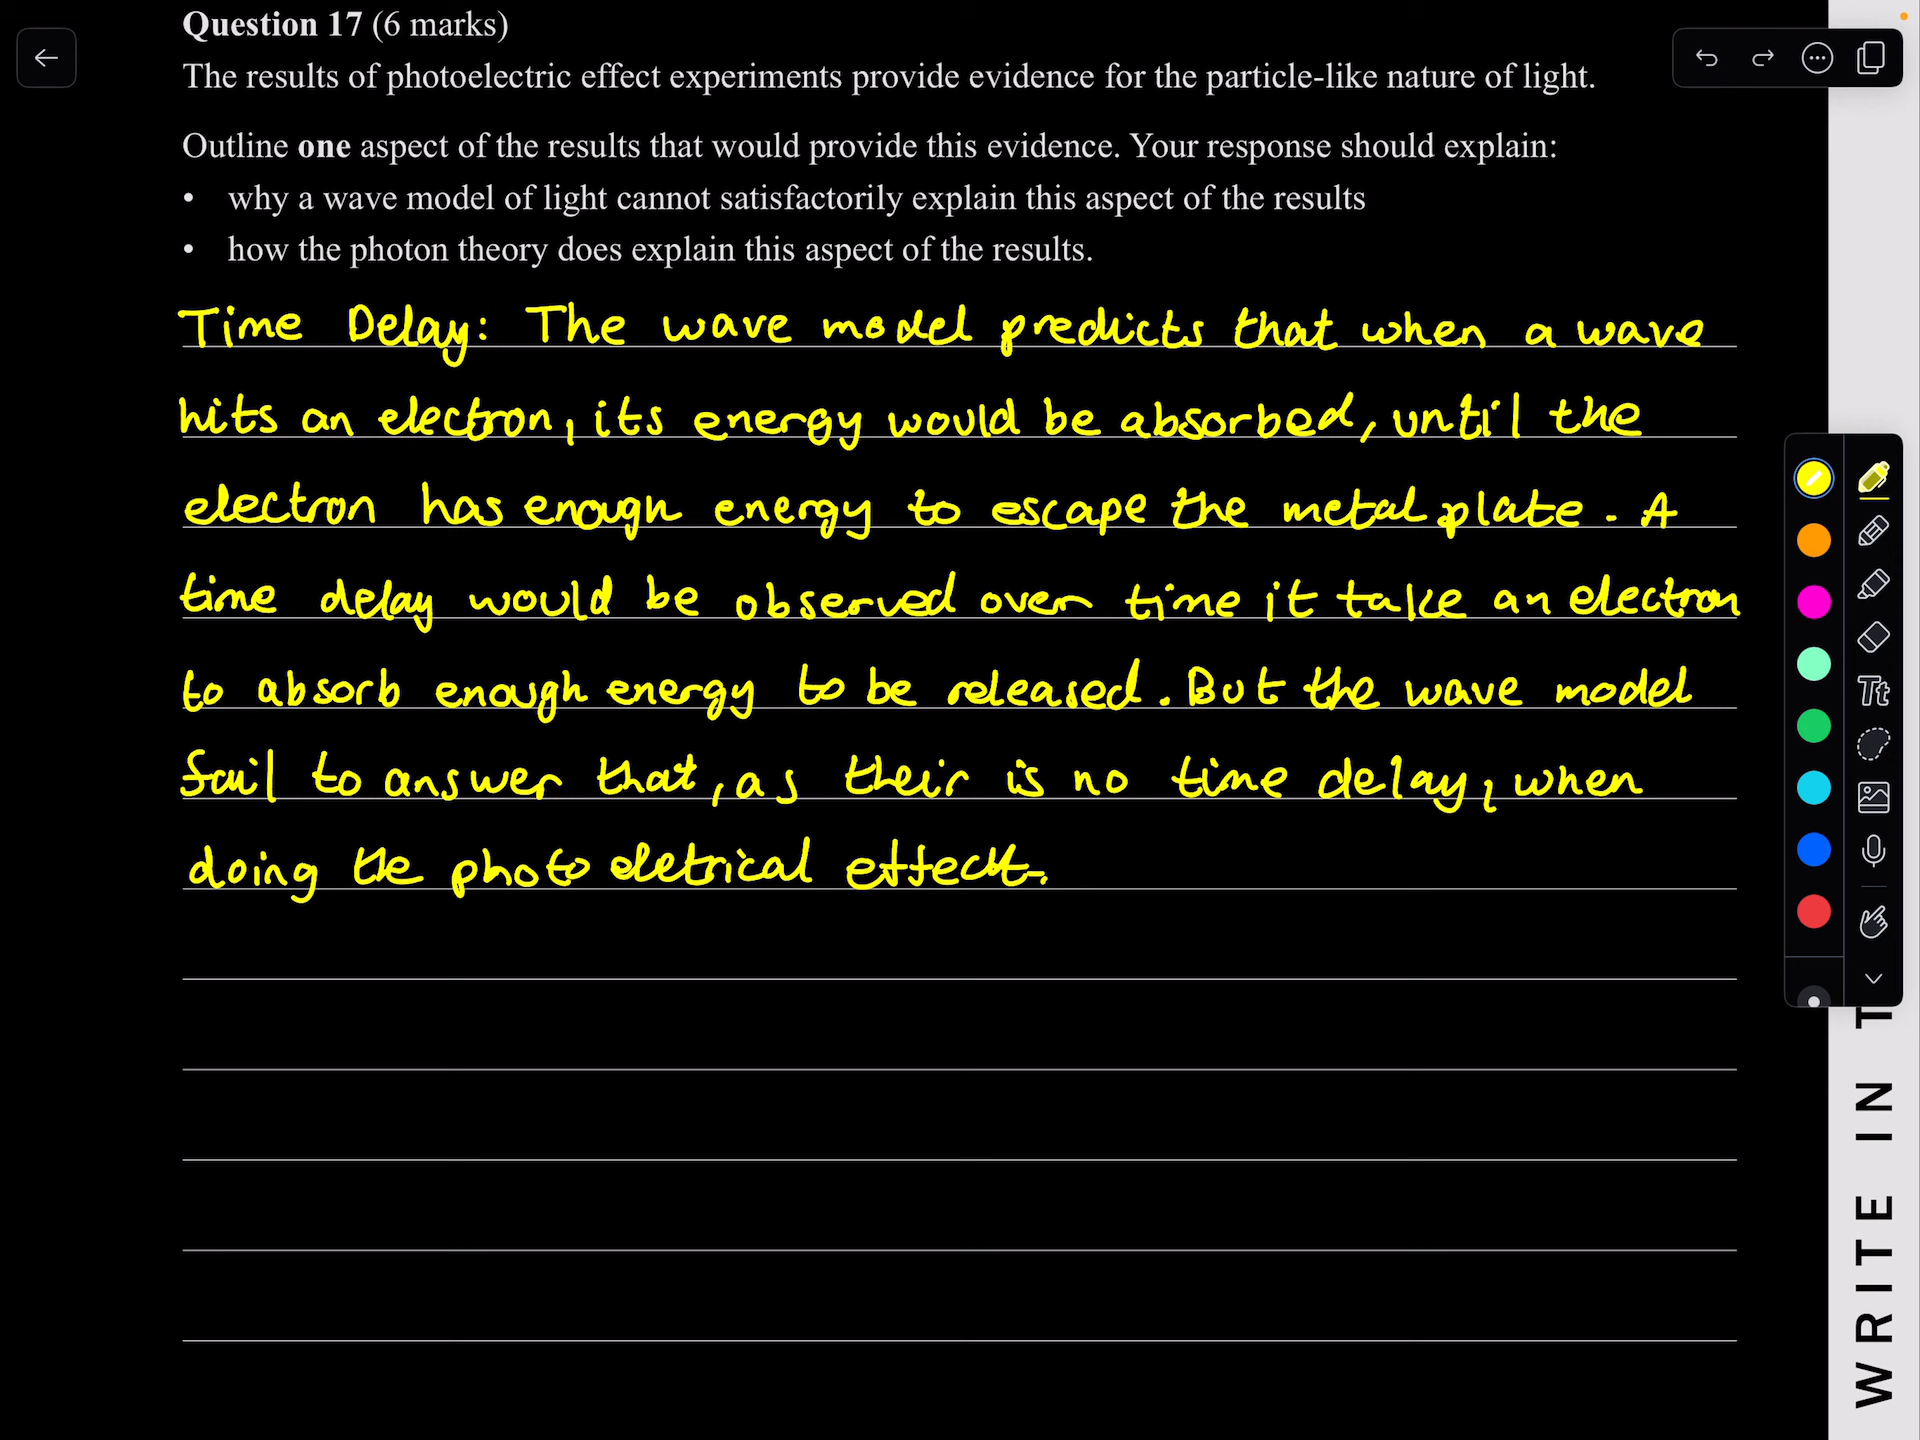 Question 17 (6 marks)
The results of photoelectric effect experiments provide evidence for the particle-like nature of light.
Outline one aspect of the results that would provide this evidence. Your response should explain:
• why a wave model of light cannot satisfactorily explain this aspect of the results
• how the photon theory does explain this aspect of the results.
Time Delay: The wave model predicts that when a wave
hits an electron, its energy would be absorbed, until the
electron has enough energy to escape the metal plate. A
time delay would be observed over time it take an electron
to absorb enough energy to be released. But the wave model
fail to answer that, as their is no time delay, when
doing the photo eletrical effect.
Tt
WRITE IN T